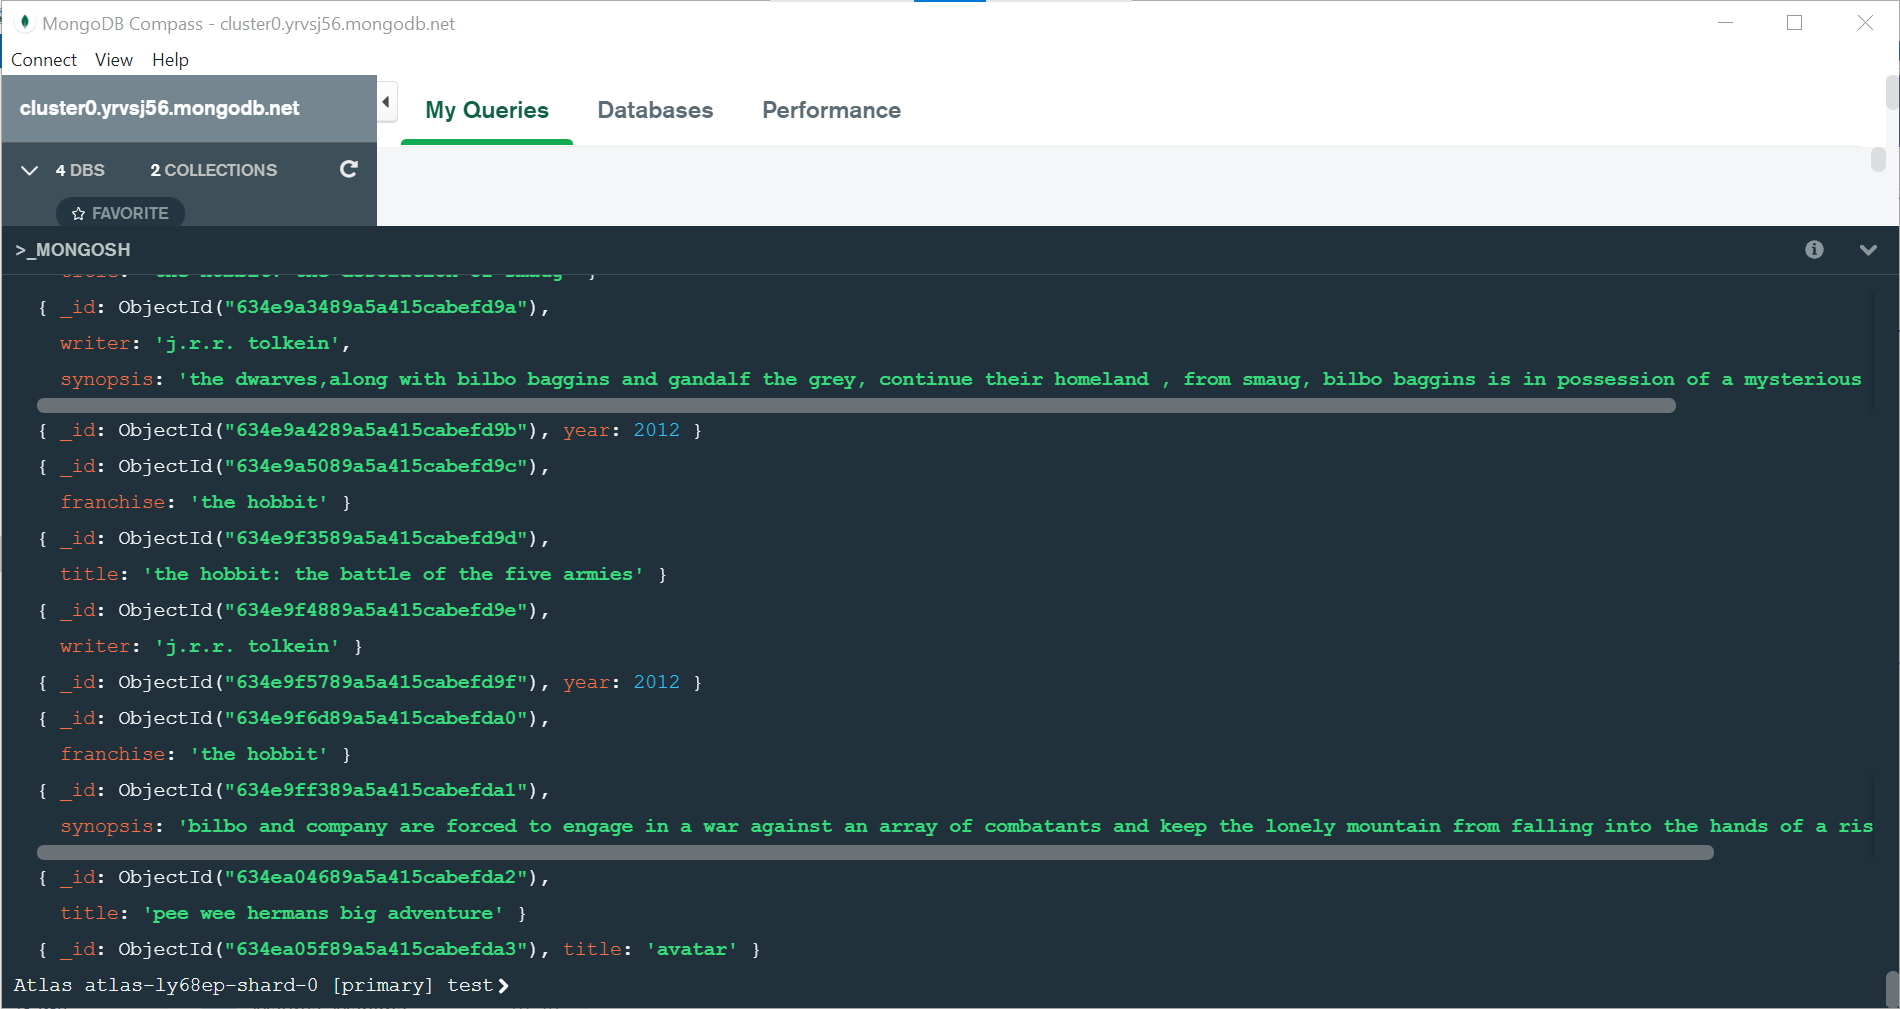 MongoDB Compass - cluster0.yrvsj56.mongodb.net
Connect View Help
cluster0.yrvsj56.mongodb.net
My Queries Databases Performance
4 DBS 2 COLLECTIONS
FAVORITE
>_MONGOSH
title: 'the hobbit: the desolation of smaug' }
{ _id: ObjectId("634e9a3489a5a415cabefd9a"),
writer: 'j.r.r. tolkein',
synopsis: 'the dwarves,along with bilbo baggins and gandalf the grey, continue their homeland , from smaug, bilbo baggins is in possession of a mysterious
{ _id: ObjectId("634e9a4289a5a415cabefd9b"), year: 2012 }
{ _id: ObjectId("634e9a5089a5a415cabefd9c"),
franchise: 'the hobbit' }
{ _id: ObjectId("634e9f3589a5a415cabefd9d"),
title: 'the hobbit: the battle of the five armies' }
{ _id: ObjectId("634e9f4889a5a415cabefd9e"),
writer: 'j.r.r. tolkein' }
{ _id: ObjectId("634e9f5789a5a415cabefd9f"), year: 2012 }
{ _id: ObjectId("634e9f6d89a5a415cabefda0"),
franchise: 'the hobbit' }
{ _id: ObjectId("634e9ff389a5a415cabefda1"),
synopsis: 'bilbo and company are forced to engage in a war against an array of combatants and keep the lonely mountain from falling into the hands of a ris
{ _id: ObjectId("634ea04689a5a415cabefda2"),
title: 'pee wee hermans big adventure' }
{ _id: ObjectId("634ea05f89a5a415cabefda3"), title: 'avatar' }
Atlas atlas-ly68ep-shard-0 [primary] test>